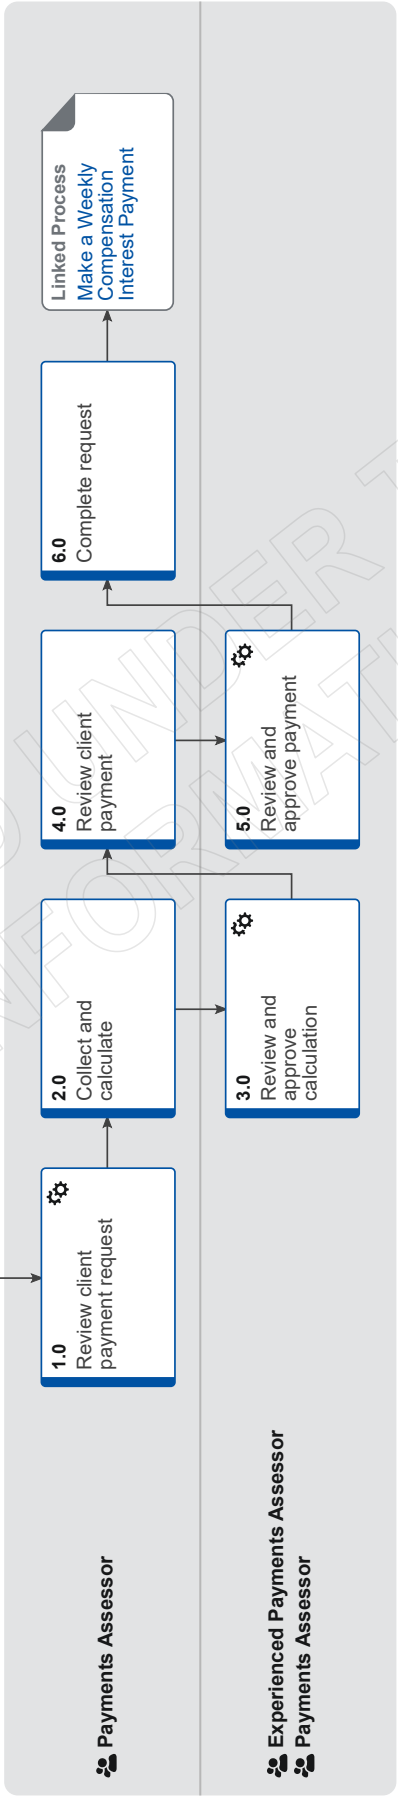 Payments Assessor
1.0
Review client
payment request
2.0
Collect and
calculate
4.0
Review client
payment
6.0
Complete request
Linked Process
Make a Weekly
Compensation
Interest Payment
Experienced Payments Assessor
Payments Assessor
3.0
Review and
approve
calculation
5.0
Review and
approve payment